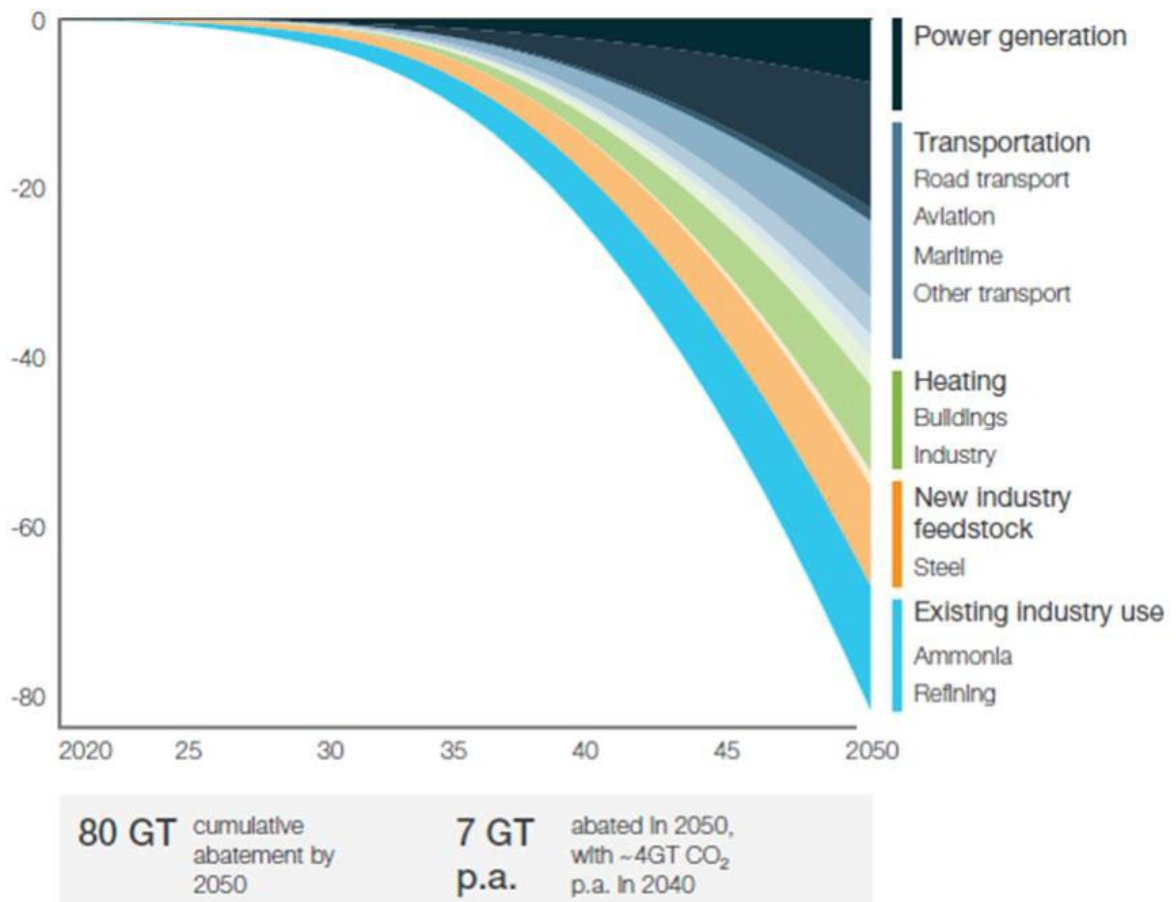 0
-20
-40
-60
-80
2020 25 30 35 40 45 2050
Power generation
Transportation
Road transport
Aviation
Maritime
Other transport
Heating
Buildings
Industry
New industry
feedstock
Steel
Existing industry use
Ammonia
Refining
80 GT
cumulative
abatement by
2050
7 GT
p.a.
abated in 2050,
with ~4GT CO₂
p.a. in 2040